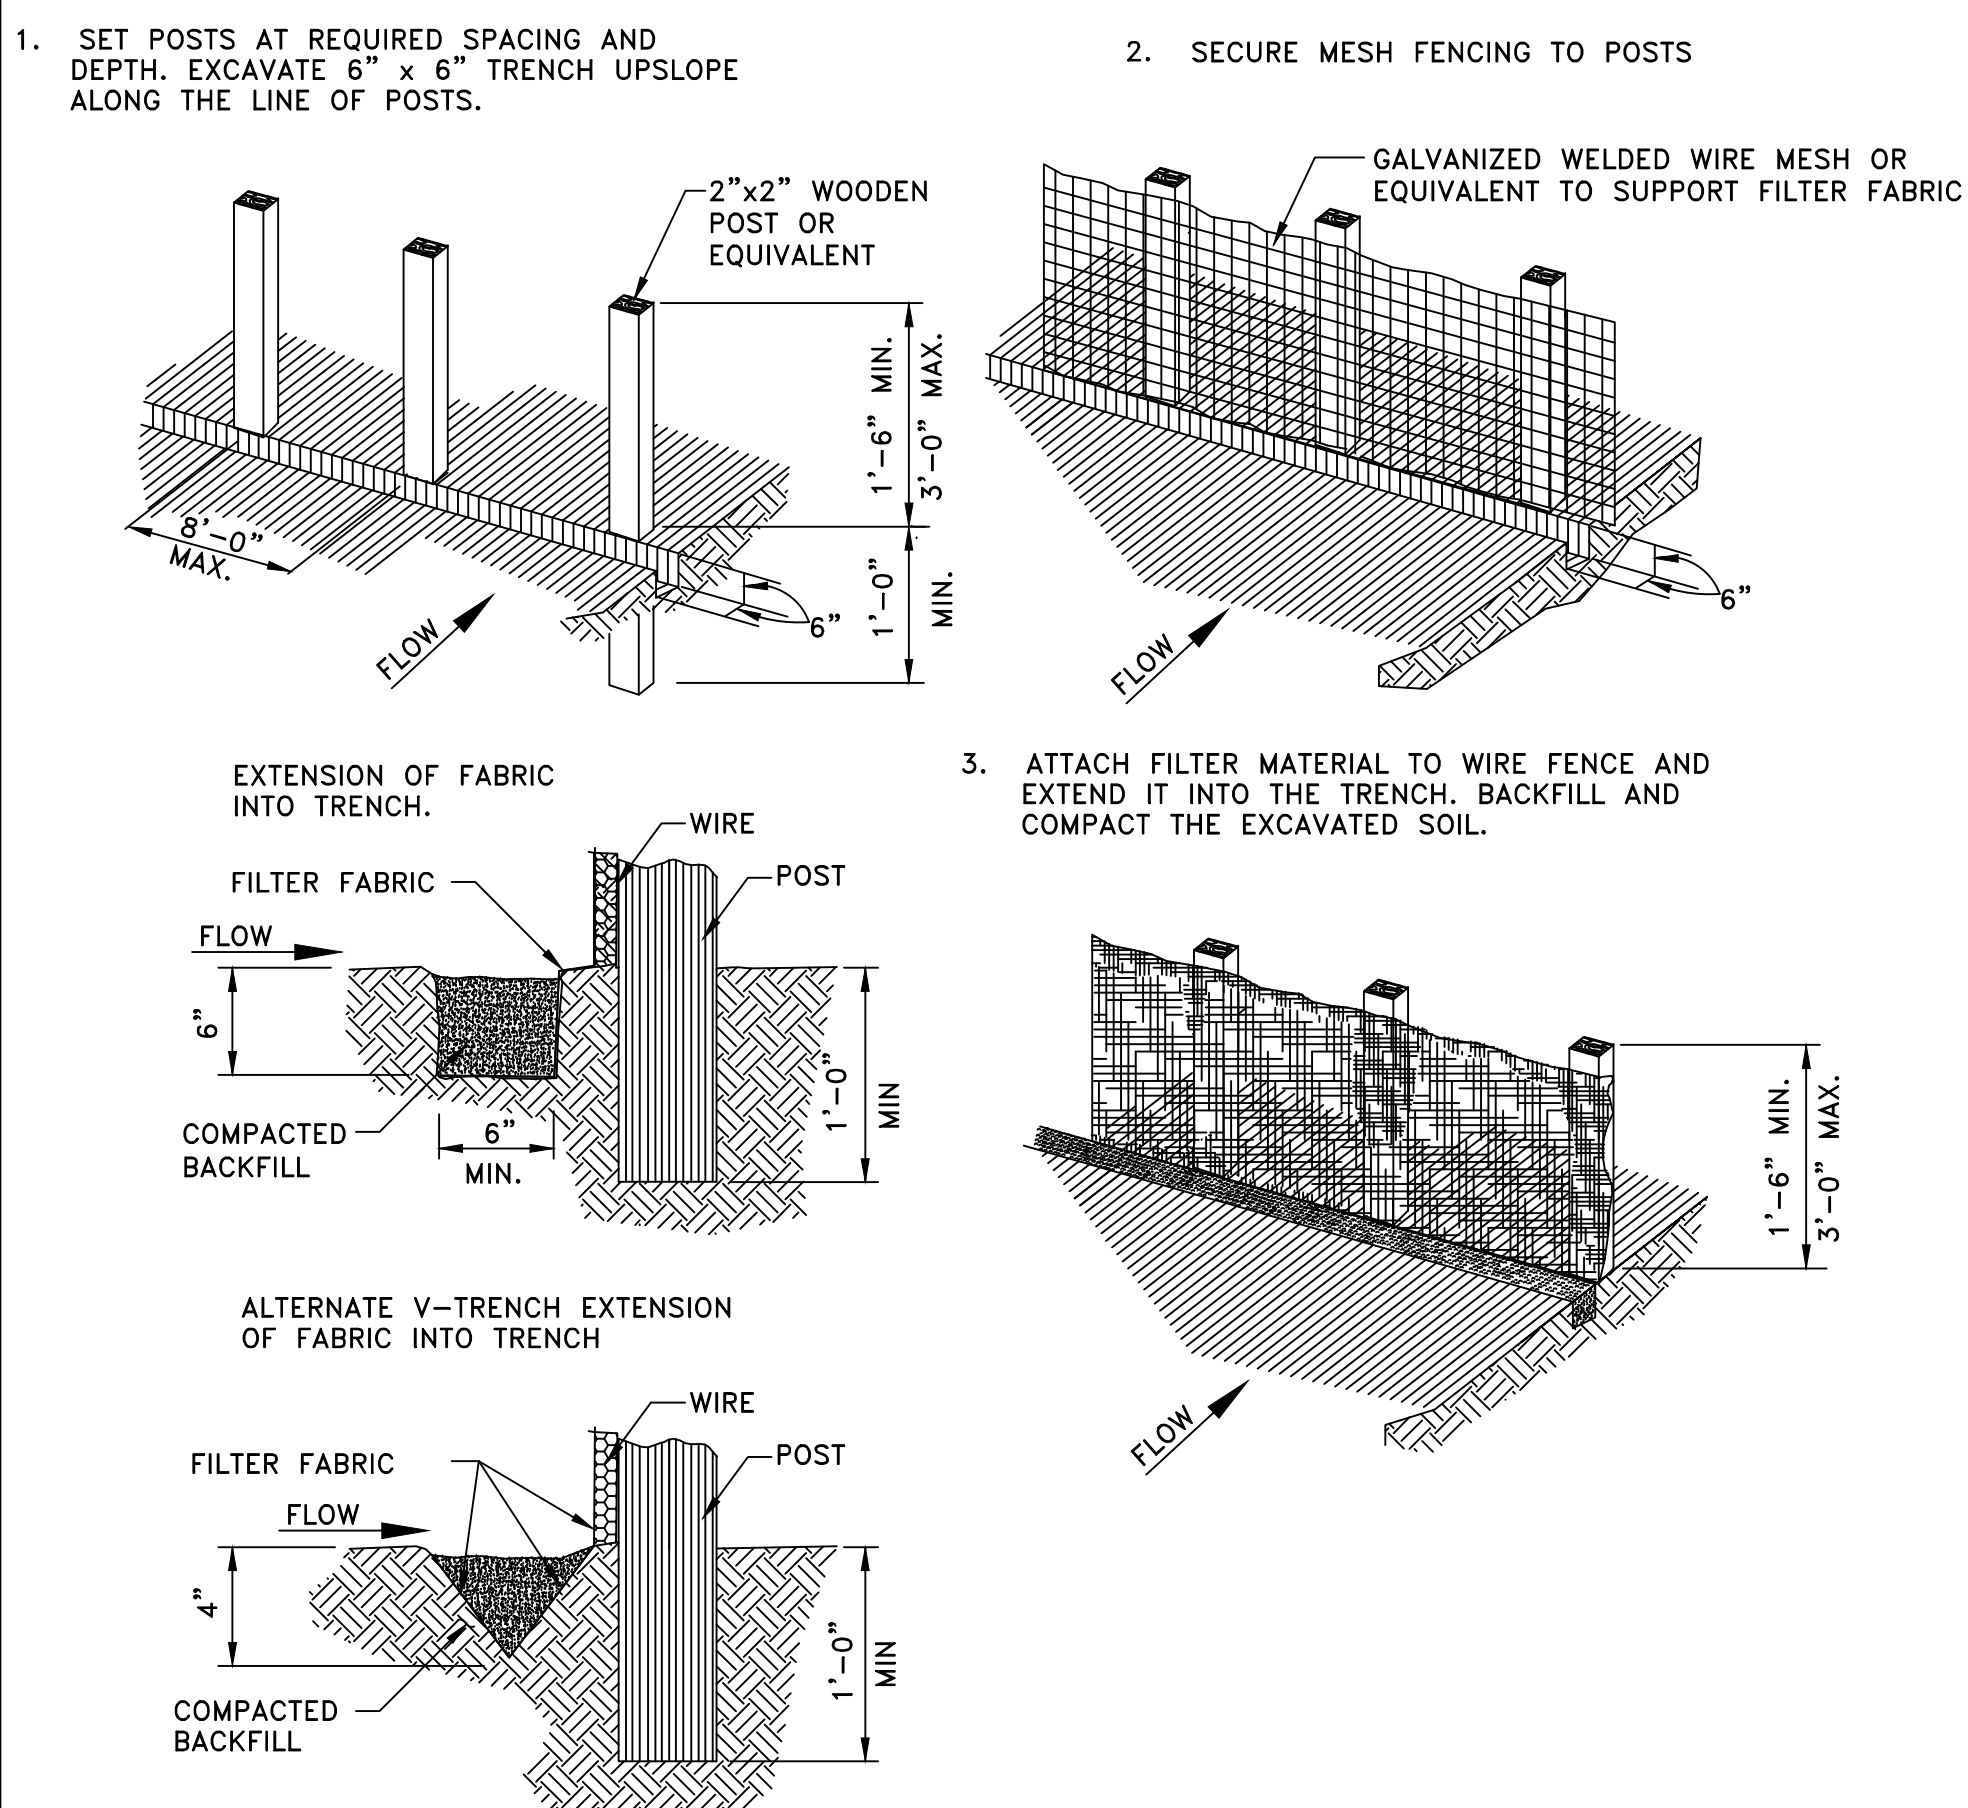 1. SET POSTS AT REQUIRED SPACING AND
DEPTH. EXCAVATE 6" x 6" TRENCH UPSLOPE
ALONG THE LINE OF POSTS.
2"x2" WOODEN
POST OR
EQUIVALENT
1'-6" MIN.
3'-0" MAX.
8'-0"
MAX.
1'-0"
MIN.
6"
FLOW
2. SECURE MESH FENCING TO POSTS
GALVANIZED WELDED WIRE MESH OR
EQUIVALENT TO SUPPORT FILTER FABRIC
6"
FLOW
EXTENSION OF FABRIC
INTO TRENCH.
WIRE
FILTER FABRIC
POST
FLOW
6"
1'-0"
MIN
COMPACTED
BACKFILL
6"
MIN.
3. ATTACH FILTER MATERIAL TO WIRE FENCE AND
EXTEND IT INTO THE TRENCH. BACKFILL AND
COMPACT THE EXCAVATED SOIL.
1'-6" MIN.
3'-0" MAX.
FLOW
ALTERNATE V-TRENCH EXTENSION
OF FABRIC INTO TRENCH
WIRE
FILTER FABRIC
POST
FLOW
4"
1'-0"
MIN
COMPACTED
BACKFILL